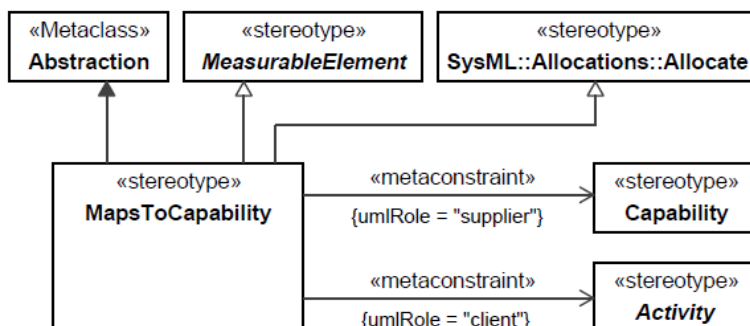 «Metaclass»
Abstraction
«stereotype»
MeasurableElement
«stereotype»
SysML::Allocations::Allocate
«stereotype»
MapsToCapability
«metaconstraint»
{umlRole = "supplier"}
«stereotype»
Capability
«metaconstraint»
{umlRole = "client"}
«stereotype»
Activity